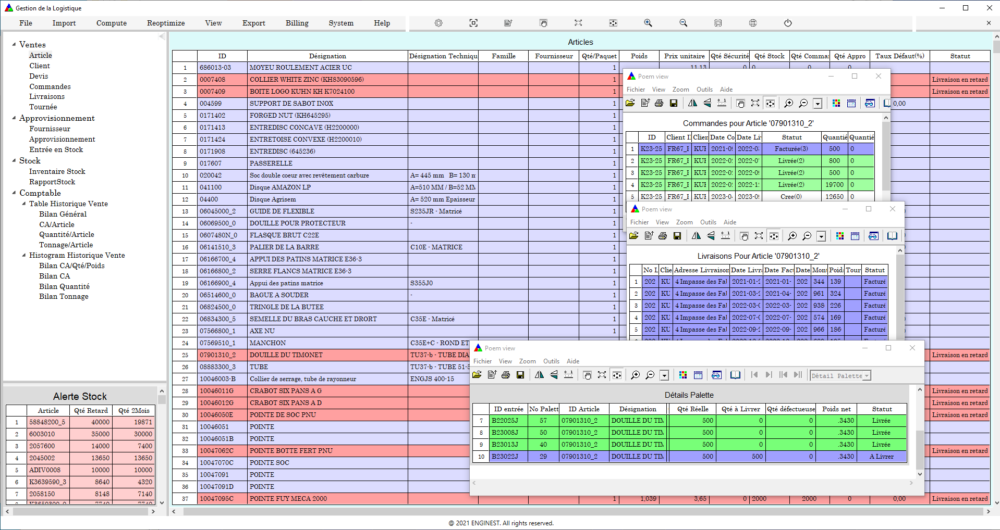 Gestion de la Logistique
File Import Compute Reoptimize View Export Billing System Help
Ventes
Article
Client
Devis
Commandes
Livraisons
Tournée
Approvisionnement
Fournisseur
Approvisionnement
Entrée en Stock
Stock
Inventaire Stock
RapportStock
Comptable
Table Historique Vente
Bilan Général
CA/Article
Quantité/Article
Tonnage/Article
Histogram Historique Vente
Bilan CA/Qté/Poids
Bilan CA
Bilan Quantité
Bilan Tonnage
Alerte Stock
Article Qté Retard Qté 2Mois
1 58848200_5 40000 19871
2 6003010 35000 30000
3 2057600 14000 7400
4 2045002 13650 13650
5 ADIV0008 10000 10000
6 K3639590_3 8640 4320
7 2058150 8148 7140
Articles
ID Désignation Désignation Techniqu Famille Fournisseur Qté/Paquet Poids Prix unitaire Qté Sécurité Qté Stock Qté Comma Qté Appro Taux Défaut(%) Statut
1 686013-03 MOYEU ROULEMENT ACIER UC 1 11,13 0 0 0 0
2 0007408 COLLIER WHITE ZINC (KH83090596) 1 Livraison en retard
3 0007409 BOITE LOGO KUHN KH K7024100 1 Livraison en retard
4 004599 SUPPORT DE SABOT INOX 1 0,00
5 0171402 FORGED NUT (KH645295) 1
6 0171413 ENTREDISC CONCAVE (H2200000) 1
7 0171424 ENTRETOISE CONVEXE (H2200010) 1
8 0171908 ENTREDISC (645236) 1
9 017607 PASSERELLE 1
10 020042 Soc double coeur avec revêtement carbure A= 445 mm B= 130 m 1
11 041100 Disque AMAZON LP A=510 MM / B=52 MM 1
12 04400 Disque Agrisem A= 520 mm Epaisseur 1
13 06045000_2 GUIDE DE FLEXIBLE S235JR - Matricé 1
14 06069500_0 DOUILLE POUR PROTECTEUR - 1
15 0607480N_0 FLASQUE BRUT C22E 1
16 06141510_3 PALIER DE LA BARRE C10E - MATRICE 1
17 06166700_4 APPUI DES PATINS MATRICE E36-3 1
18 06166800_2 SERRE FLANCS MATRICE E36-3 1
19 06166900_4 Appui des patins matrice S355J0 1
20 06514600_0 BAGUE A SOUDER - 1
21 06824500_0 TRINGLE DE LA BUTEE 1
22 06834300_5 SEMELLE DU BRAS CAUCHE ET DRORT C35E - Matricé 1
23 07566800_1 AXE NU 1
24 07569510_1 MANCHON C35E+C - ROND ET
25 07901310_2 DOUILLE DU TIMONET TU37-b - TUBE DIA Livraison en retard
26 08883300_3 TUBE TU37-b - TUBE 51-5
27 10046003-B Collier de serrage, tube de rayonneur ENGJS 400-15
28 10046011G CRABOT SIX PANS A G Livraison en retard
29 10046012G CRABOT SIX PANS A D Livraison en retard
30 10046050E POINTE DE SOC PNU Livraison en retard
31 10046051 POINTE
32 10046051B POINTE
33 10047062C POINTE BOTTE FERT PNU Livraison en retard
34 10047070C POINTE SOC
35 10047091 POINTE
36 10047091D POINTE
37 10047095C POINTE FUY MECA 2000 1 1,039 3,65 0 2000 2000 0 0,00 Livraison en retard
Poem view
Fichier View Zoom Outils Aide
Commandes pour Article '07901310_2'
ID Client I Clien Date Co Date Liv Statut Quantité Quantité
1 K23-25 FR67_I KUI 2021-09 2022-03 Facturée(3) 500 0
2 K23-25 FR67_I KUI 2022-02 2022-07 Livrée(2) 800 0
3 K23-25 FR67_I KUI 2022-02 2022-09 Livrée(2) 500 0
4 K23-25 FR67_I KUI 2022-02 2022-12 Livrée(2) 19700 0
5 K23-25 FR67_I KUI 2023-04 2023-09 Cree(0) 12650 0
Poem view
Fichier View Zoom Outils Aide
Livraisons Pour Article '07901310_2'
No L Clie Adresse Livraison Date Livra Date Fact Date Mont Poids Tour Statut
1 202 KU 4 Impasse des Fal 2021-01-2 2021-01- 202 344 139 Facturé
2 202 KU 4 Impasse des Fal 2021-03-2 2021-04- 202 961 324 Facturé
3 202 KU 4 Impasse des Fal 2022-03-0 2022-03- 202 938 226 Facturé
4 202 KU 4 Impasse des Fal 2022-07-0 2022-07- 202 574 169 Facturé
5 202 KU 4 Impasse des Fal 2022-09-2 2022-09- 202 966 186 Facturé
Poem view
Fichier View Zoom Outils Aide
Détail Palette
Détails Palette
ID entrée No Palett ID Article Désignation Qté Réelle Qté à Livrer Qté défectueuse Poids net Statut
7 B22025J 57 07901310_2 DOUILLE DU TIM 500 0 0 .3430 Livrée
8 B23008J 50 07901310_2 DOUILLE DU TIM 500 0 0 .3430 Livrée
9 B23013J 40 07901310_2 DOUILLE DU TIM 500 0 0 .3430 Livrée
10 B23022J 29 07901310_2 DOUILLE DU TIM 500 500 0 .3430 A Livrer
@ 2021 ENGINEST. All rights reserved.